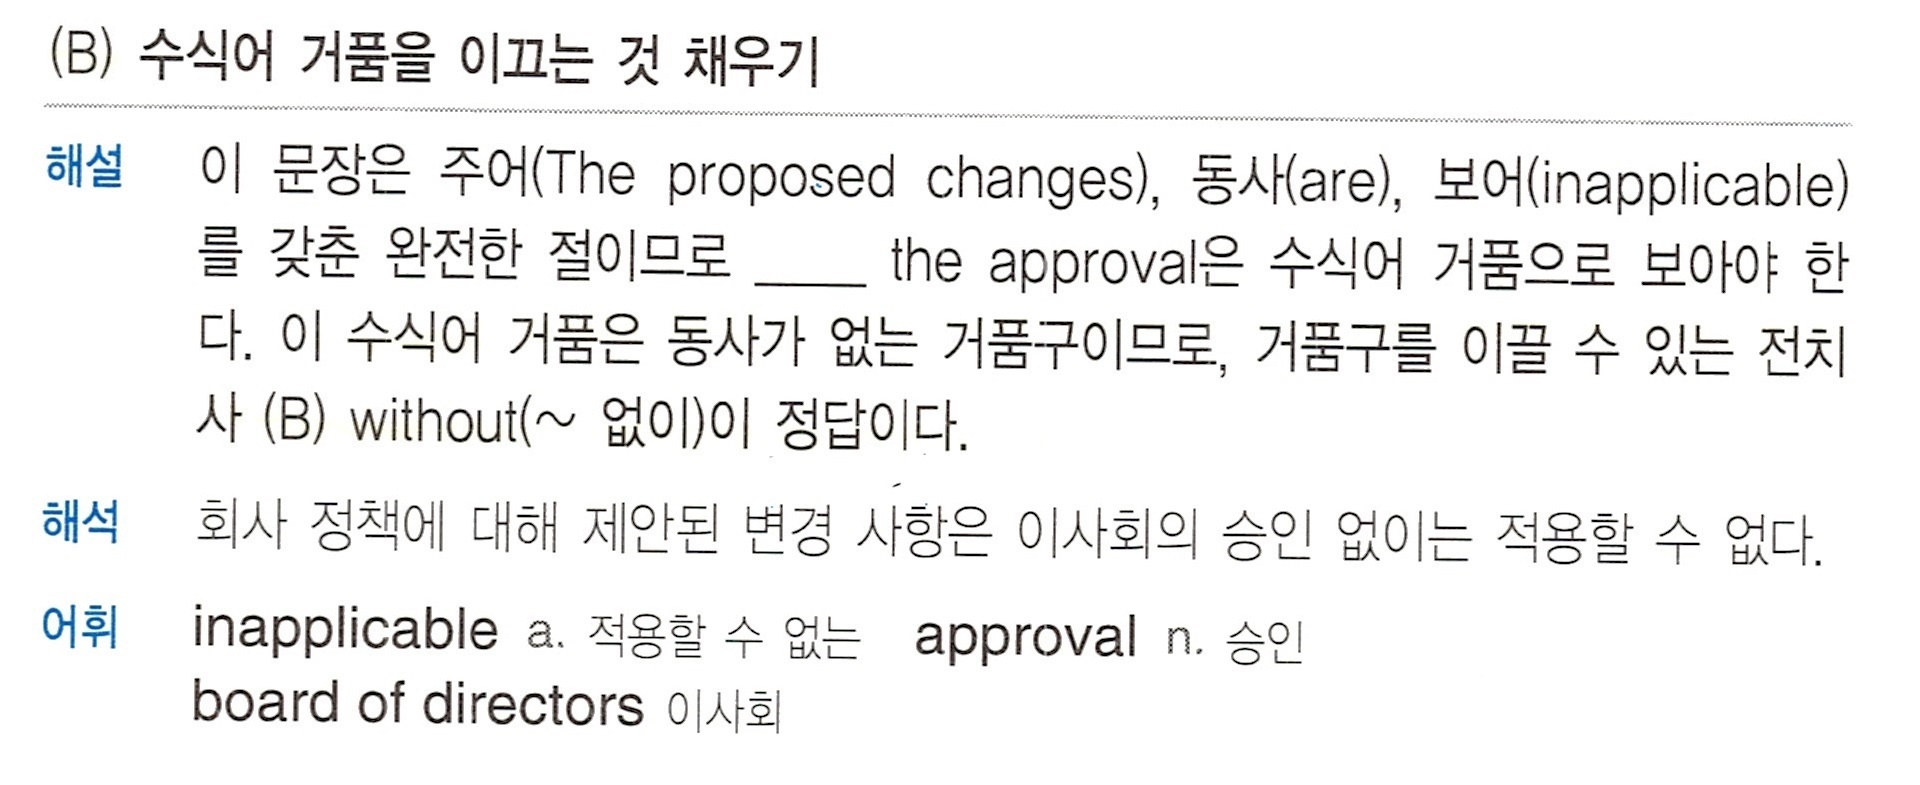 (B) 수식어 거품을 이끄는 것 채우기
해설 이 문장은 주어(The proposed changes), 동사(are), 보어(inapplicable)
를 갖춘 완전한 절이므로 ____ the approval은 수식어 거품으로 보아야 한
다. 이 수식어 거품은 동사가 없는 거품구이므로, 거품구를 이끌 수 있는 전치
사 (B) without(~ 없이)이 정답이다.
해석 회사 정책에 대해 제안된 변경 사항은 이사회의 승인 없이는 적용할 수 없다.
어휘 inapplicable a. 적용할 수 없는 approval n. 승인
board of directors 이사회